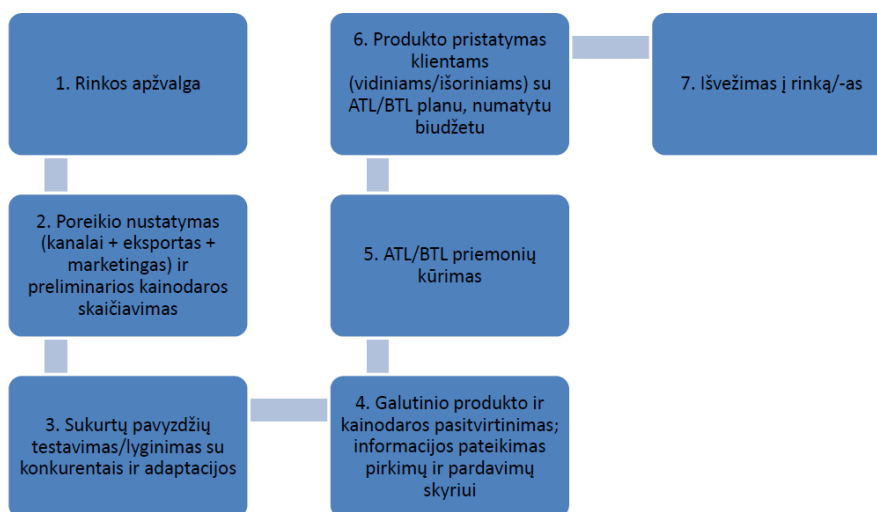 1. Rinkos apžvalga
2. Poreikio nustatymas
(kanalai + eksportas +
marketingas) ir
preliminarios kainodaros
skaičiavimas
3. Sukurtų pavyzdžių
testavimas/lyginimas su
konkurentais ir adaptacijos
4. Galutinio produkto ir
kainodaros pasitvirtinimas;
informacijos pateikimas
pirkimų ir pardavimų
skyriui
5. ATL/BTL priemonių
kūrimas
6. Produkto pristatymas
klientams
(vidiniams/išoriniams) su
ATL/BTL planu, numatytu
biudžetu
7. Išvežimas į rinką/-as